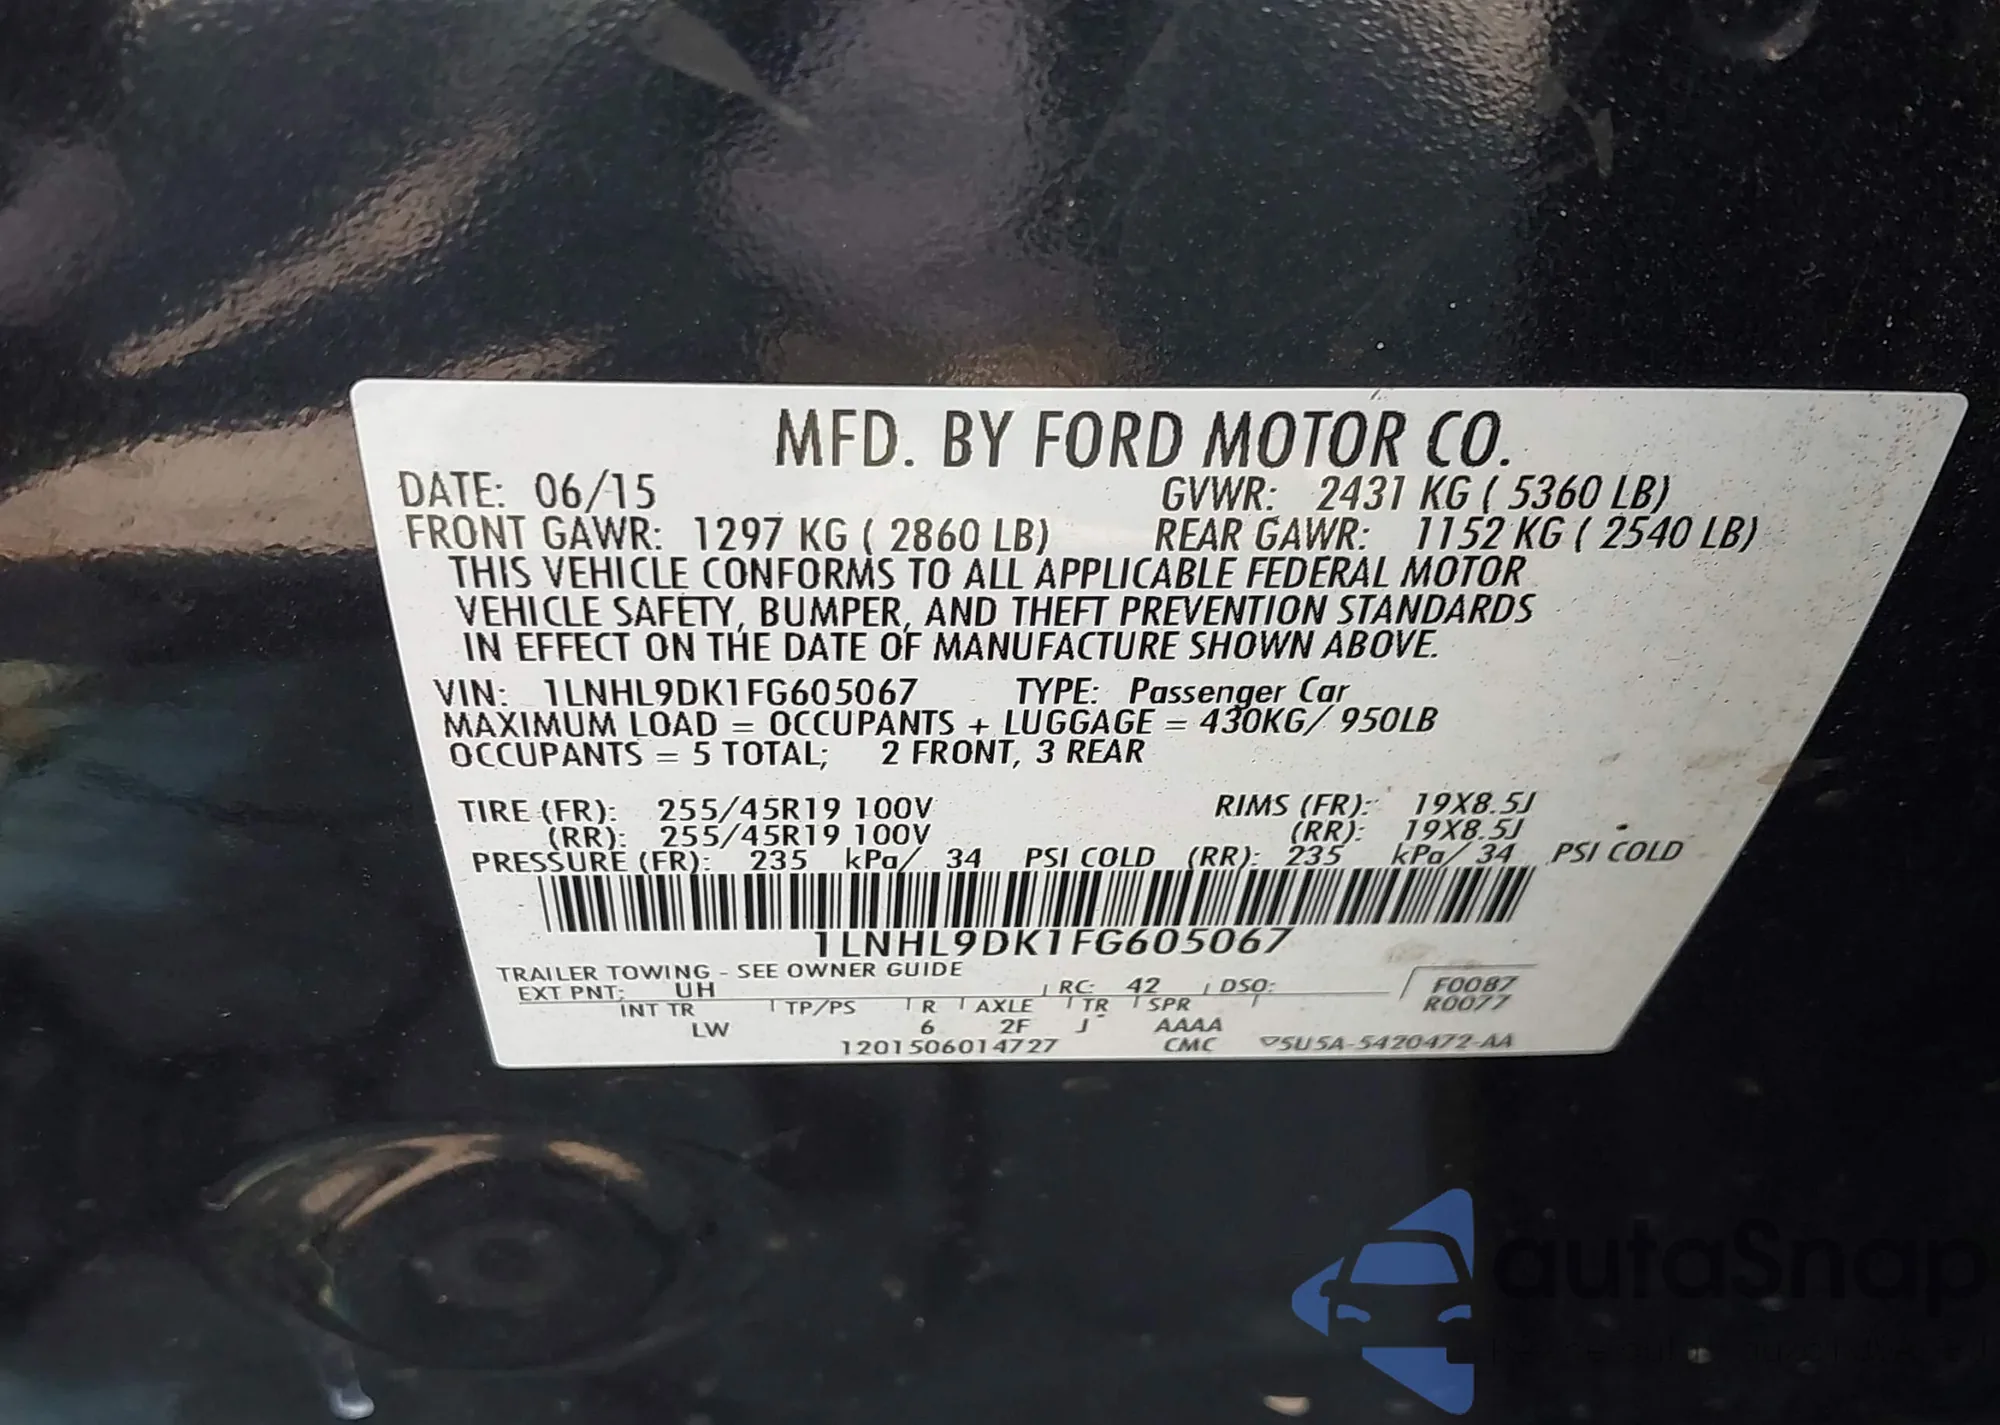 MFD. BY FORD MOTOR CO.
DATE: 06/15 GVWR: 2431 KG ( 5360 LB)
FRONT GAWR: 1297 KG ( 2860 LB) REAR GAWR: 1152 KG ( 2540 LB)
THIS VEHICLE CONFORMS TO ALL APPLICABLE FEDERAL MOTOR
VEHICLE SAFETY, BUMPER, AND THEFT PREVENTION STANDARDS
IN EFFECT ON THE DATE OF MANUFACTURE SHOWN ABOVE.
VIN: 1LNHL9DK1FG605067 TYPE: Passenger Car
MAXIMUM LOAD = OCCUPANTS + LUGGAGE = 430KG/ 950LB
OCCUPANTS = 5 TOTAL; 2 FRONT, 3 REAR
TIRE (FR): 255/45R19 100V RIMS (FR): 19X8.5J
(RR): 255/45R19 100V (RR): 19X8.5J
PRESSURE (FR): 235 kPa/ 34 PSI COLD (RR): 235 kPa/ 34 PSI COLD
1LNHL9DK1FG605067
TRAILER TOWING - SEE OWNER GUIDE
EXT PNT: UH RC: 42 DSO: F0087
INT TR TP/PS R AXLE TR SPR R0077
LW 6 2F J AAAA
1201506014727 CMC 5U5A-5420472-AA
autaSnap